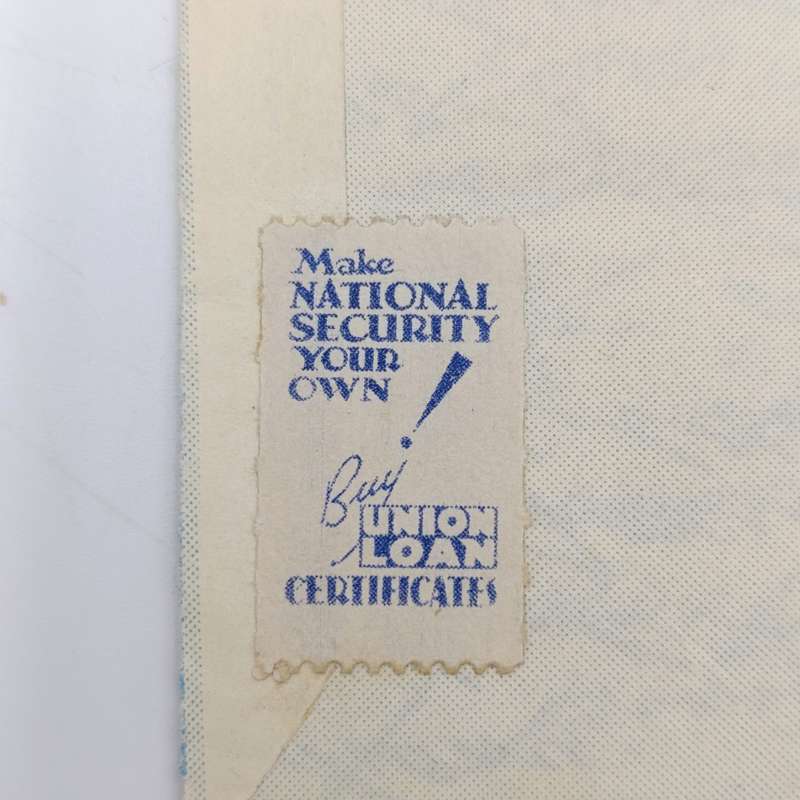 Make
NATIONAL
SECURITY
YOUR
OWN!
Buy
UNION
LOAN
CERTIFICATES